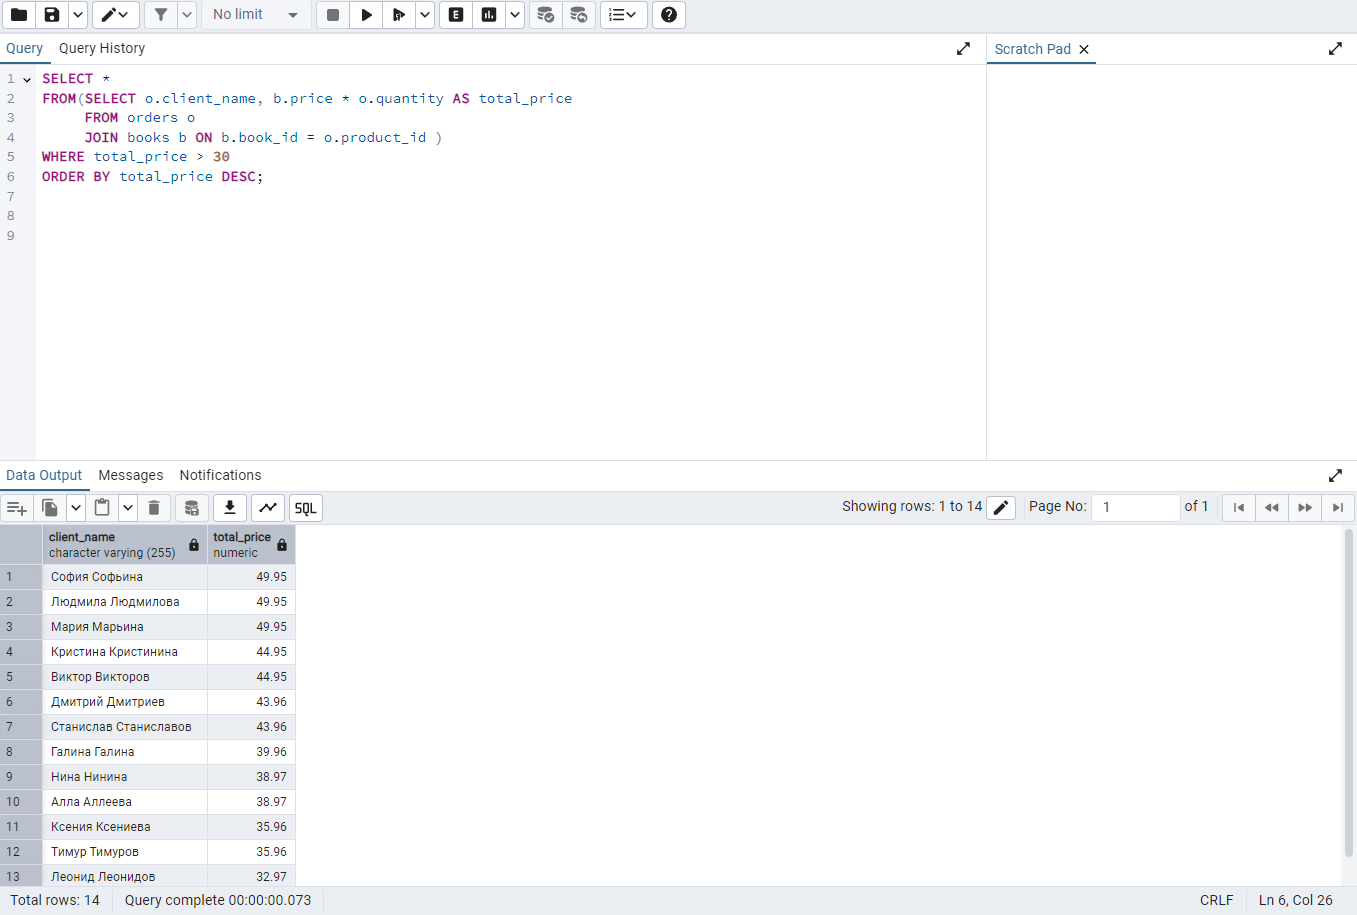 No limit
E
Query Query History
Scratch Pad
1 SELECT *
2 FROM(SELECT o.client_name, b.price * o.quantity AS total_price
3 FROM orders o
4 JOIN books b ON b.book_id = o.product_id )
5 WHERE total_price > 30
6 ORDER BY total_price DESC;
7
8
9
Data Output Messages Notifications
SQL Showing rows: 1 to 14 Page No: 1 of 1
client_name total_price
character varying (255) numeric
1 София Софьина 49.95
2 Людмила Людмилова 49.95
3 Мария Марьина 49.95
4 Кристина Кристинина 44.95
5 Виктор Викторов 44.95
6 Дмитрий Дмитриев 43.96
7 Станислав Станиславов 43.96
8 Галина Галина 39.96
9 Нина Нинина 38.97
10 Алла Аллеева 38.97
11 Ксения Ксениева 35.96
12 Тимур Тимуров 35.96
13 Леонид Леонидов 32.97
Total rows: 14 Query complete 00:00:00.073 CRLF Ln 6, Col 26